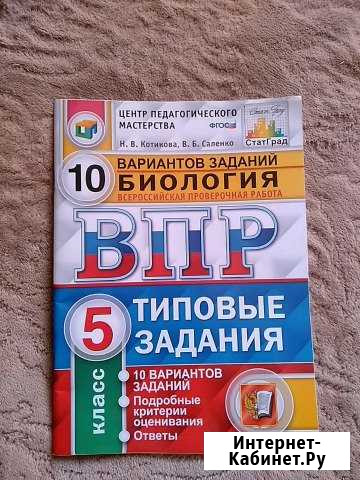 ЦЕНТР ПЕДАГОГИЧЕСКОГО
МАСТЕРСТВА
ФГОС
Н. В. Котикова, В. Б. Саленко
СтатГрад
10
ВАРИАНТОВ ЗАДАНИЙ
БИОЛОГИЯ
ВСЕРОССИЙСКАЯ ПРОВЕРОЧНАЯ РАБОТА
ВПР
5
КЛАСС
ТИПОВЫЕ
ЗАДАНИЯ
• 10 ВАРИАНТОВ
ЗАДАНИЙ
• Подробные
критерии
оценивания
• Ответы
Интернет-
Кабинет.Ру